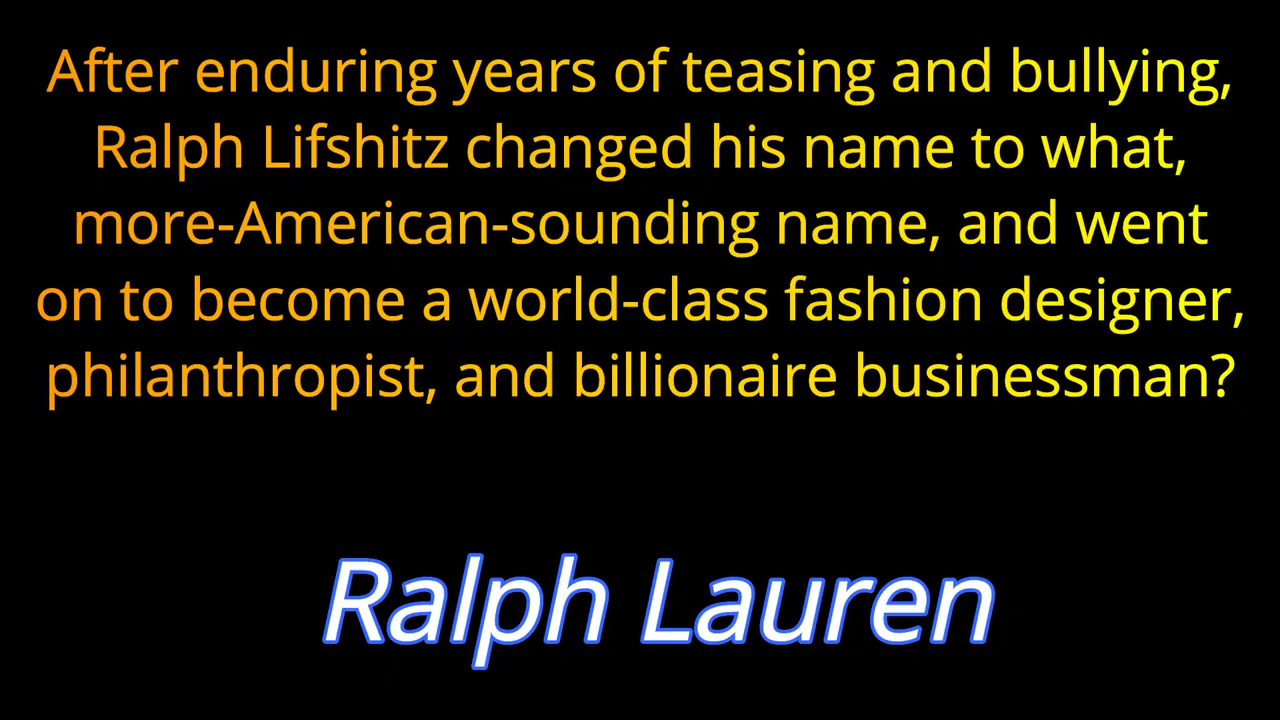 After enduring years of teasing and bullying,
Ralph Lifshitz changed his name to what,
more-American-sounding name, and went
on to become a world-class fashion designer,
philanthropist, and billionaire businessman?
Ralph Lauren